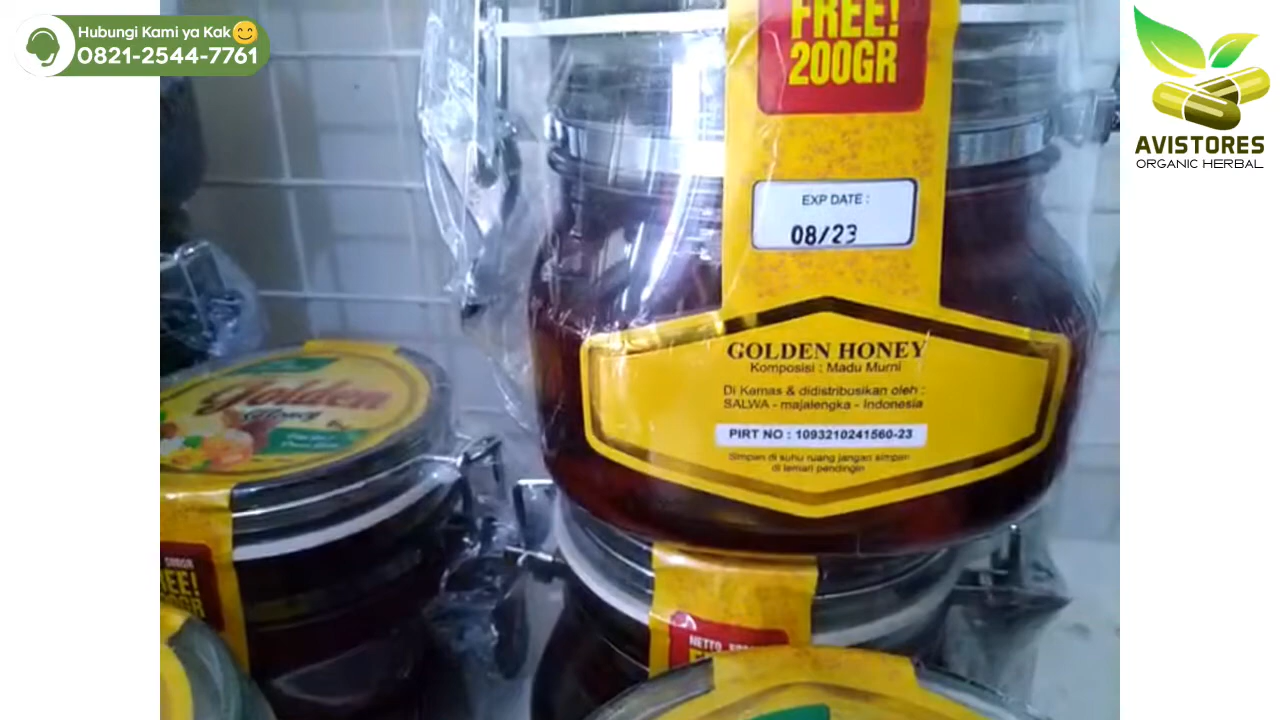 Hubungi Kami ya Kak
0821-2544-7761
AVISTORES
ORGANIC HERBAL
FREE!
200GR
EXP DATE :
08/23
GOLDEN HONEY
Komposisi : Madu Murni
Di Kemas & didistribusikan oleh :
SALWA - majalengka - Indonesia
PIRT NO : 1093210241560-23
Simpan di suhu ruang jangan simpan
di lemari pendingin
Golden
Honey
NETTO